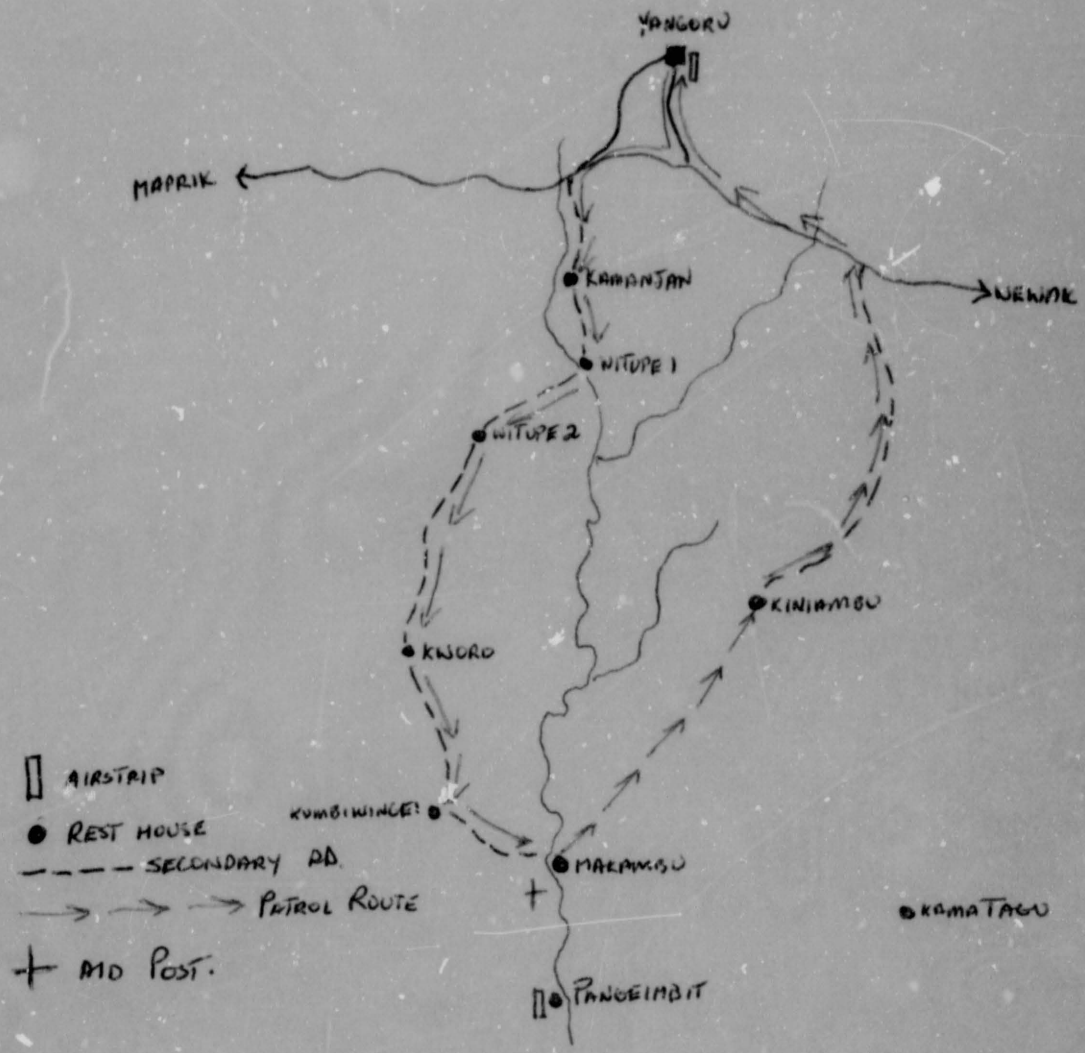 YANGORU
MAPRIK
KAMANJAN
NEWAK
WITUPE 1
WITUPE 2
KINIAMBU
KWORO
AIRSTRIP
KUMBIWINGEI
REST HOUSE
MAKAMBU
SECONDARY RD.
PATROL ROUTE
KAMATAGU
AID POST.
PANGEIMBIT